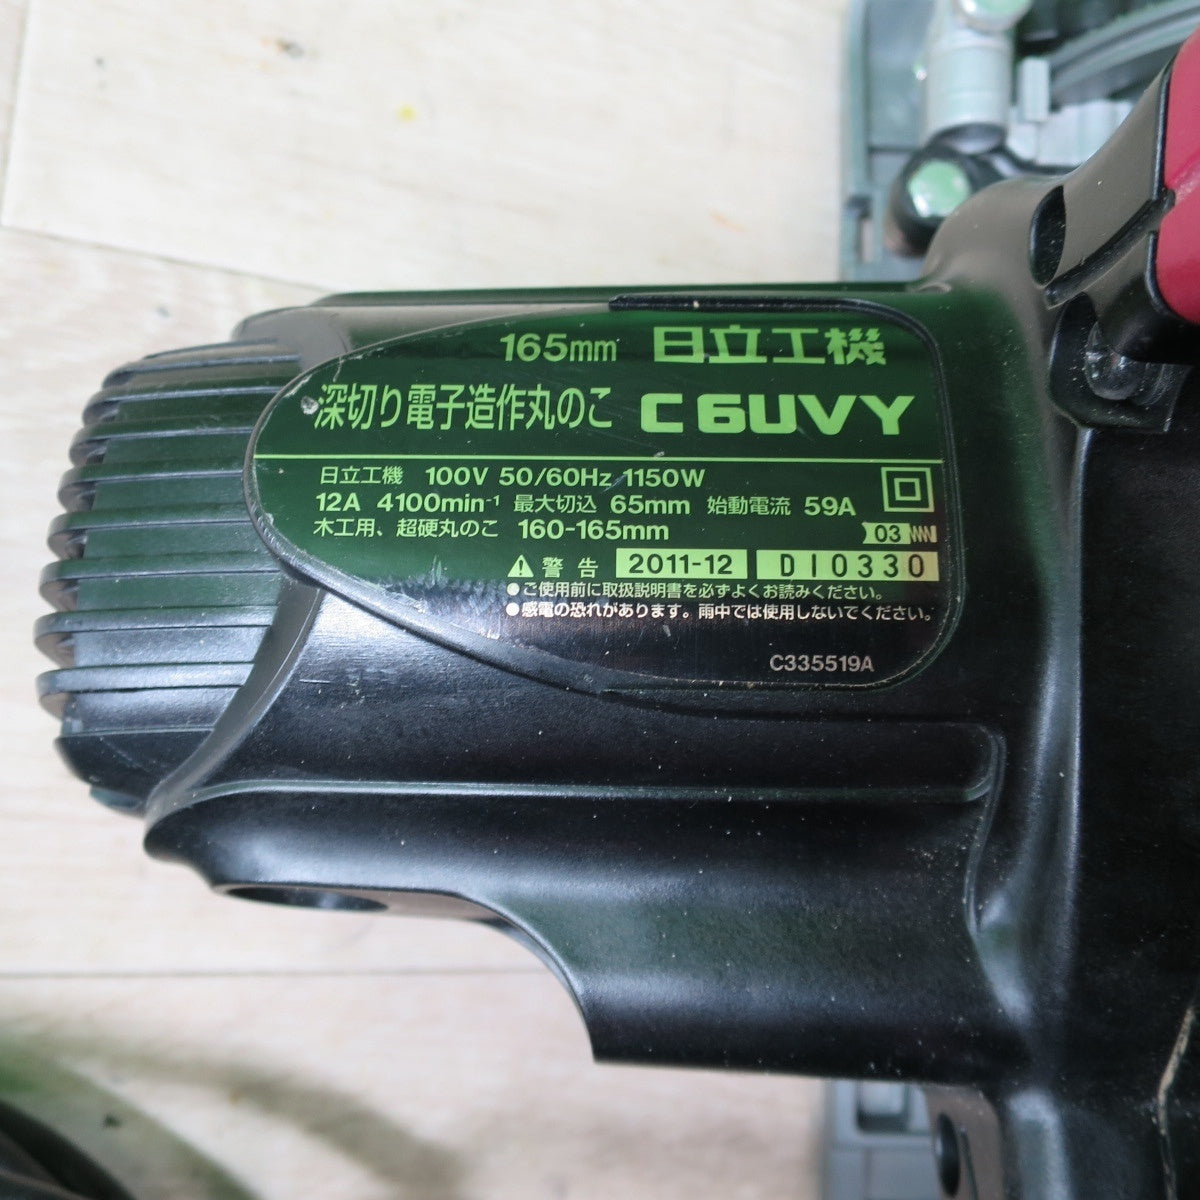 165mm 日立工機
深切り電子造作丸のこ C6UVY
日立工機 100V 50/60Hz 1150W
12A 4100min⁻¹ 最大切込 65mm 始動電流 59A
木工用、超硬丸のこ 160-165mm
03
警告 2011-12 D10330
●ご使用前に取扱説明書を必ずよくお読みください。
●感電の恐れがあります。雨中では使用しないでください。
C335519A